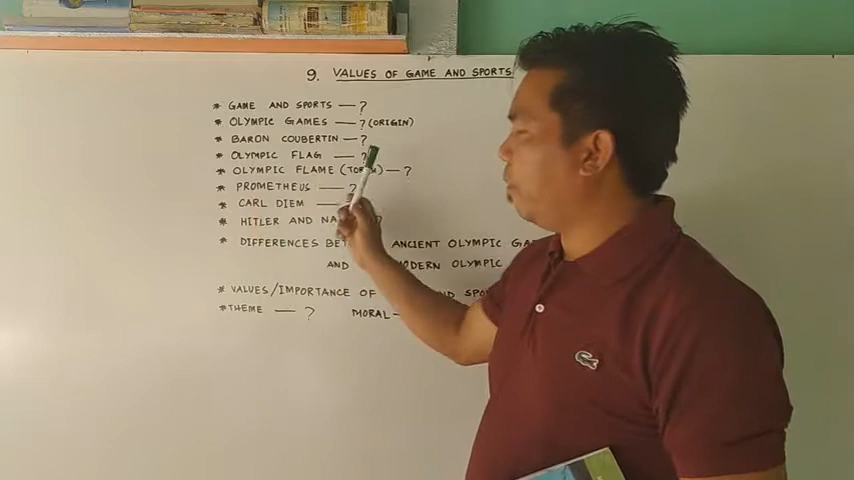 9. VALUES OF GAME AND SPORTS
* GAME AND SPORTS — ?
* OLYMPIC GAMES — ? (ORIGIN)
* BARON COUBERTIN — ?
* OLYMPIC FLAG — ?
* OLYMPIC FLAME ( ) — ?
* PROMETHEUS — ?
* CARL DIEM —
* HITLER AND ?
* DIFFERENCES ANCIENT OLYMPIC
AND MODERN OLYMPIC
* VALUES/IMPORTANCE OF AND
* THEME — ? MORAL —